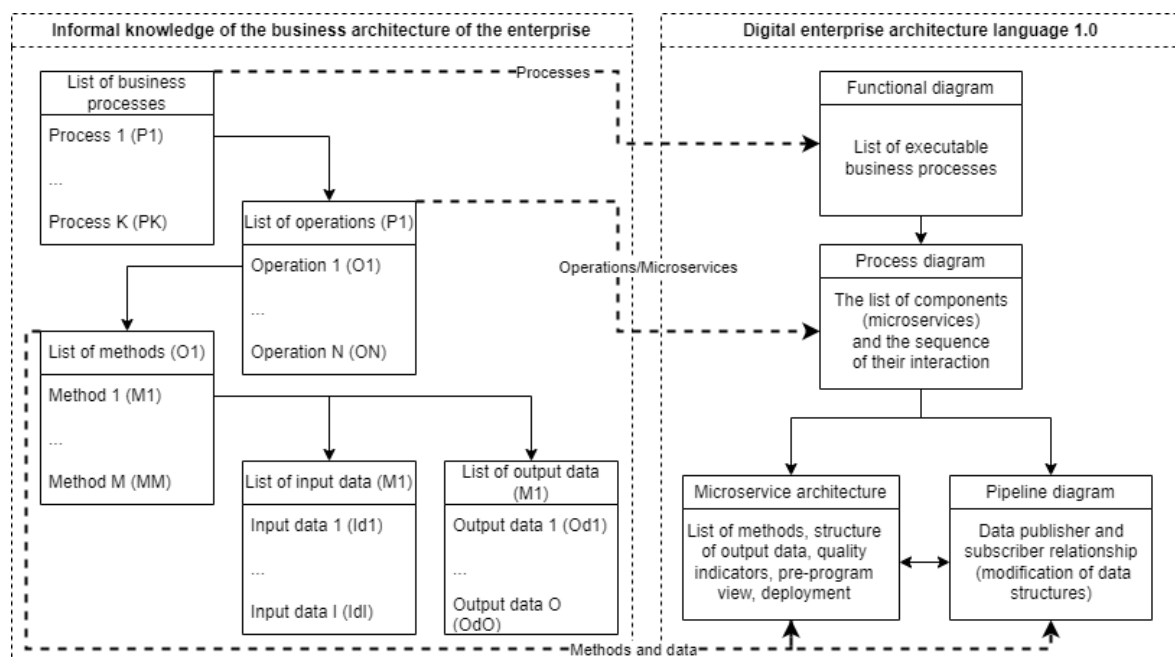 Informal knowledge of the business architecture of the enterprise
List of business
processes
Process 1 (P1)
...
Process K (PK)
List of operations (P1)
Operation 1 (O1)
...
Operation N (ON)
List of methods (O1)
Method 1 (M1)
...
Method M (MM)
List of input data (M1)
Input data 1 (Id1)
...
Input data I (IdI)
List of output data
(M1)
Output data 1 (Od1)
...
Output data O
(OdO)
Processes
Operations/Microservices
Methods and data
Digital enterprise architecture language 1.0
Functional diagram
List of executable
business processes
Process diagram
The list of components
(microservices)
and the sequence
of their interaction
Microservice architecture
List of methods, structure
of output data, quality
indicators, pre-program
view, deployment
Pipeline diagram
Data publisher and
subscriber relationship
(modification of data
structures)